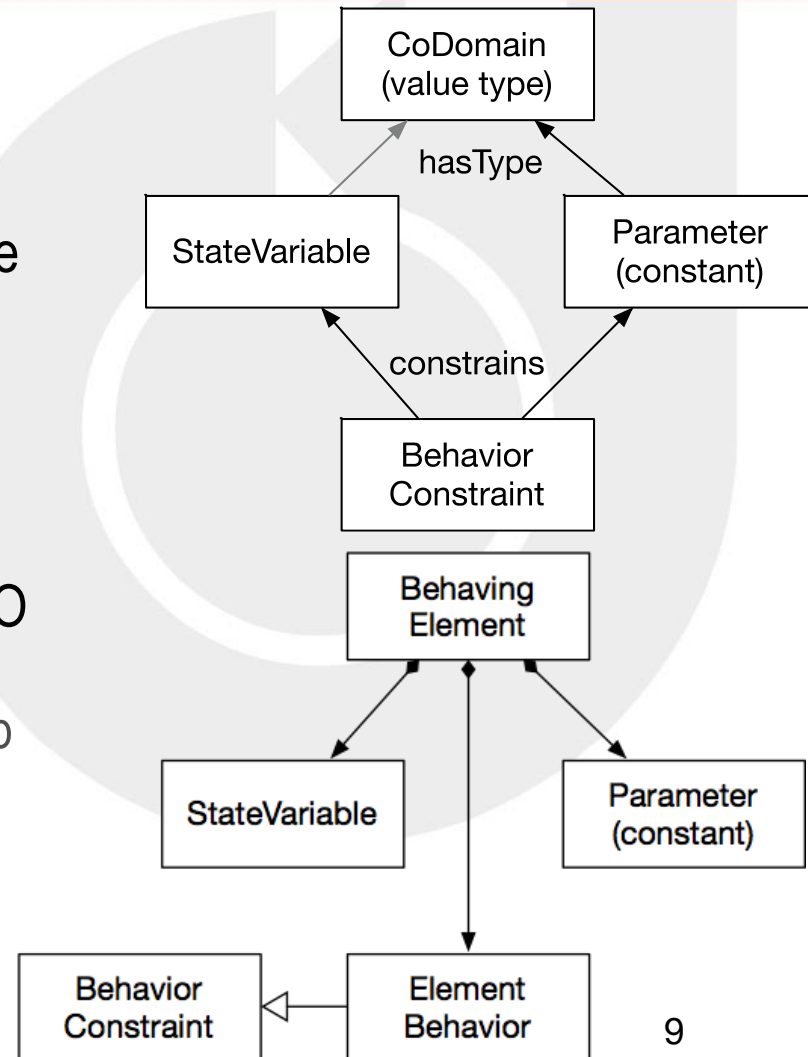 CoDomain
(value type)
hasType
e
StateVariable
Parameter
(constant)
constrains
Behavior
Constraint
Behaving
Element
StateVariable
Parameter
(constant)
Behavior
Constraint
Element
Behavior
9